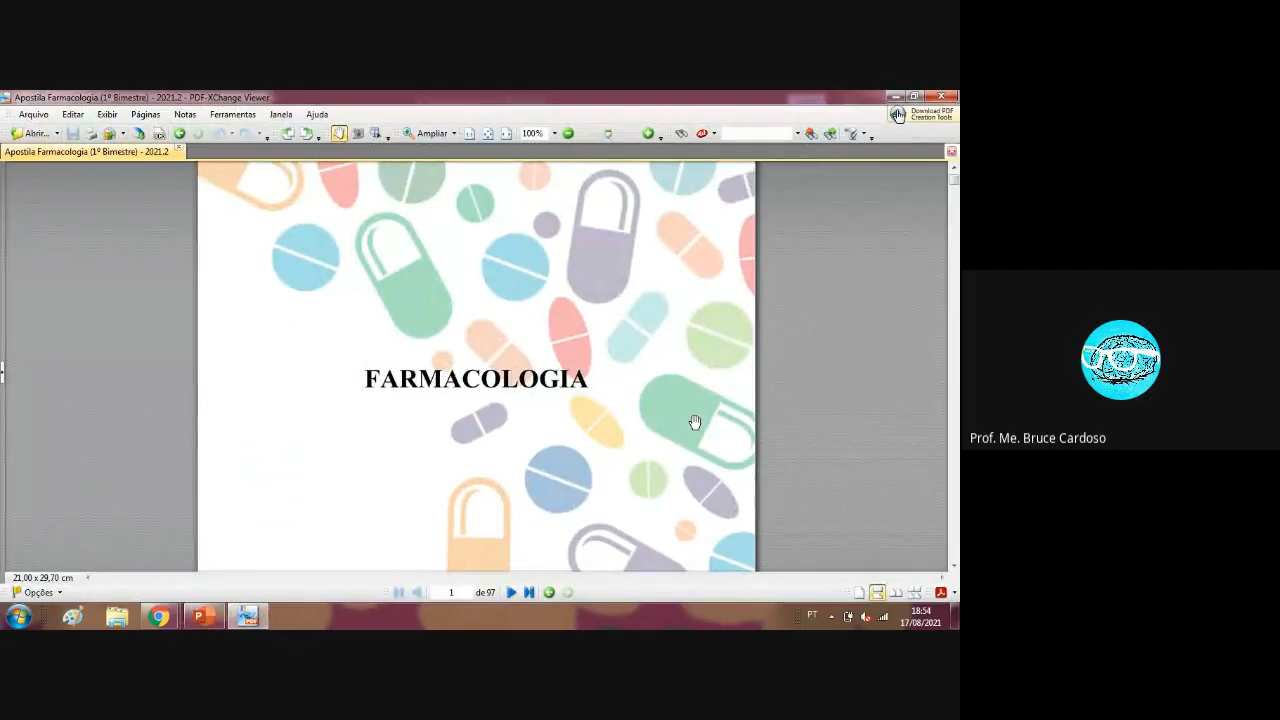 Apostila Farmacologia (1º Bimestre) - 2021.2 - PDF-XChange Viewer
Arquivo Editar Exibir Páginas Notas Ferramentas Janela Ajuda
Download PDF
Creation Tools
Abrir... Ampliar 100%
Apostila Farmacologia (1º Bimestre) - 2021.2
FARMACOLOGIA
Prof. Me. Bruce Cardoso
21,00 x 29,70 cm
Opções 1 de 97
PT 18:54
17/08/2021